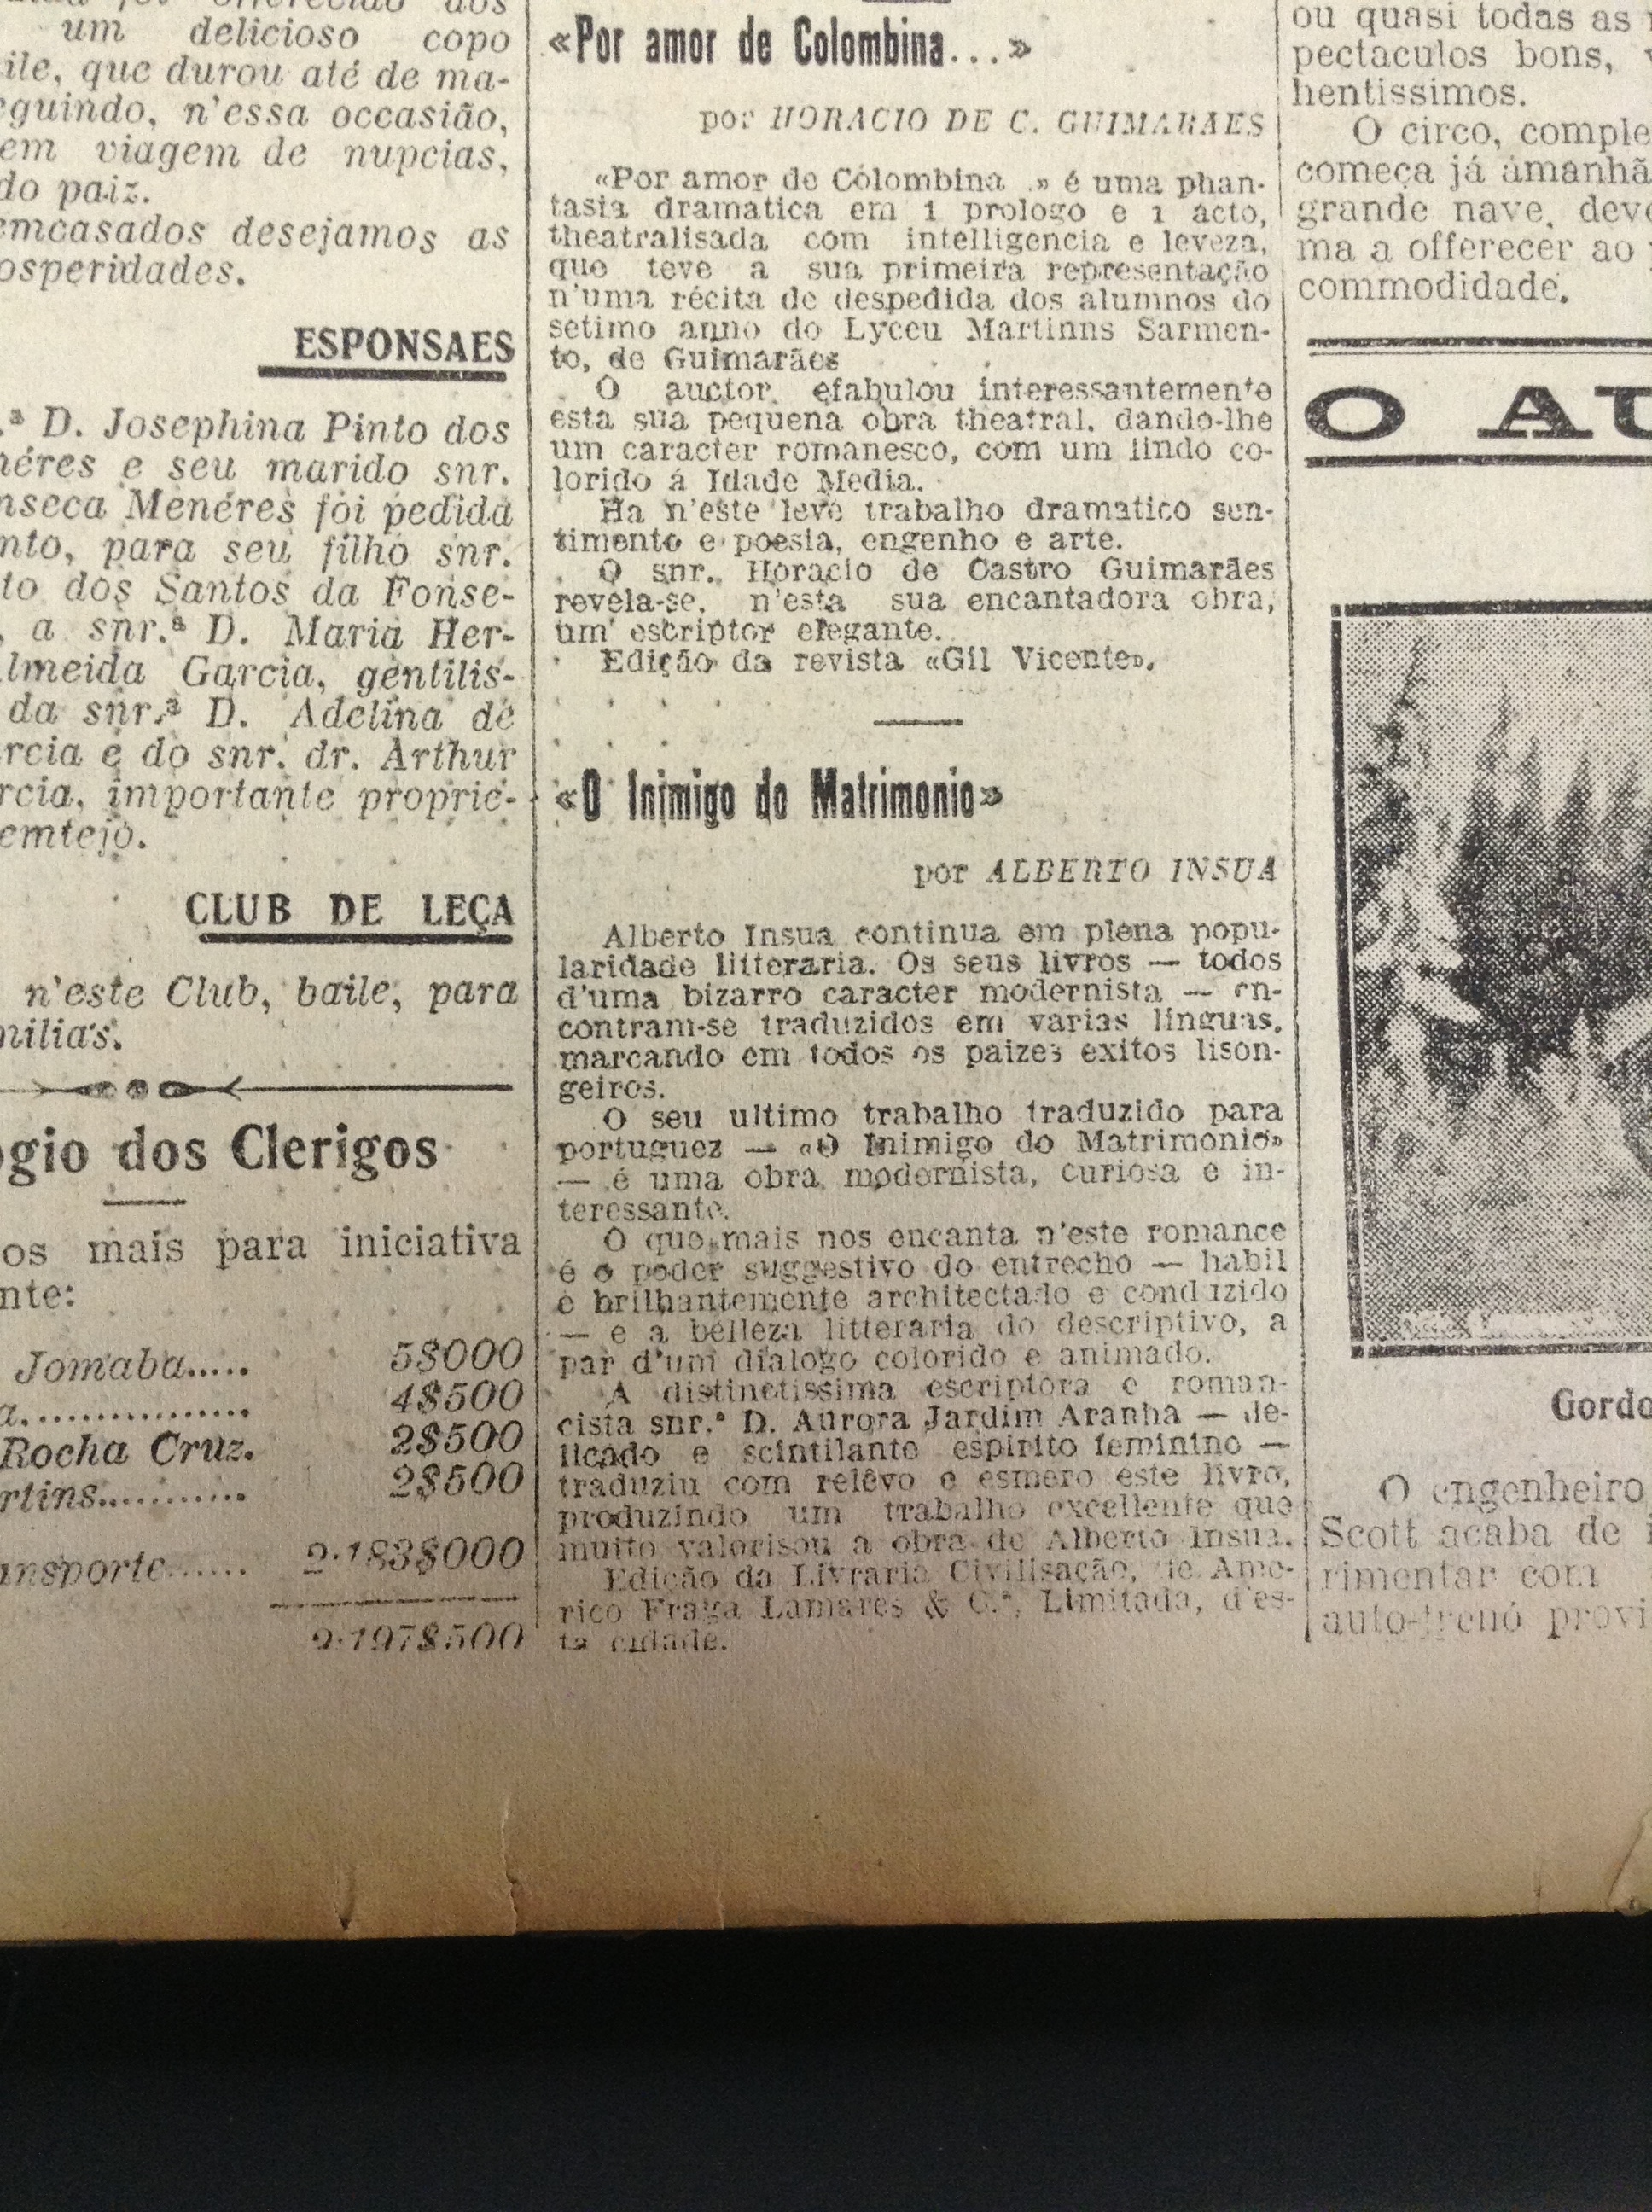 um delicioso copo
ile, que durou até de ma-
eguindo, n'essa occasião,
em viagem de nupcias,
do paiz.
emcasados desejamos as
osperidades.
ESPONSAES
.ª D. Josephina Pinto dos
néres e seu marido snr.
nseca Menéres foi pedida
nto, para seu filho snr.
to dos Santos da Fonse-
, a snr.ª D. Maria Her-
lmeida Garcia, gentilis-
da snr.ª D. Adelina de
rcia e do snr. dr. Arthur
rcia, importante proprie-
emtejo.
CLUB DE LEÇA
n'este Club, baile, para
milias.
ogio dos Clerigos
os mais para iniciativa
nte:
Jomaba..... 5$000
a................ 4$500
Rocha Cruz. 2$500
rtins........... 2$500
ansporte...... 2.183$000
2.197$500
«Por amor de Colombina...»
por HORACIO DE C. GUIMARAES
«Por amor de Colombina .» é uma phan-
tasia dramatica em 1 prologo e 1 acto,
theatralisada com intelligencia e leveza,
que teve a sua primeira representação
n'uma récita de despedida dos alumnos do
setimo anno do Lyceu Martinns Sarmen-
to, de Guimarães
O auctor efabulou interessantemente
esta sua pequena obra theatral, dando-lhe
um caracter romanesco, com um lindo co-
lorido á Idade Media.
Ha n'este leve trabalho dramatico sen-
timento e poesia, engenho e arte.
O snr. Horacio de Castro Guimarães
revela-se, n'esta sua encantadora obra,
um escriptor elegante.
Edição da revista «Gil Vicente».
«O Inimigo do Matrimonio»
por ALBERTO INSUA
Alberto Insua continua em plena popu-
laridade litteraria. Os seus livros — todos
d'uma bizarro caracter modernista — en-
contram-se traduzidos em varias linguas,
marcando em todos os paizes exitos lison-
geiros.
O seu ultimo trabalho traduzido para
portuguez — «O Inimigo do Matrimonio»
— é uma obra modernista, curiosa e in-
teressante.
O que mais nos encanta n'este romance
é o poder suggestivo do entrecho — habil
e brilhantemente architectado e conduzido
— e a belleza litteraria do descriptivo, a
par d'um dialogo colorido e animado.
A distinctissima escriptora e roman-
cista snr.ª D. Aurora Jardim Aranha — de-
licado e scintilante espirito feminino —
traduziu com relêvo e esmero este livro,
produzindo um trabalho excellente que
muito valorisou a obra de Alberto Insua.
Edição da Livraria Civilisação, de Ame-
rico Fraga Lamares & C.ª, Limitada, d'es-
ta cidade.
ou quasi todas as
pectaculos bons,
hentissimos.
O circo, comple
começa já ámanhã
grande nave, deve
ma a offerecer ao
commodidade.
O AU
Gordo
O engenheiro
Scott acaba de i
rimentar com
auto-trenó provi